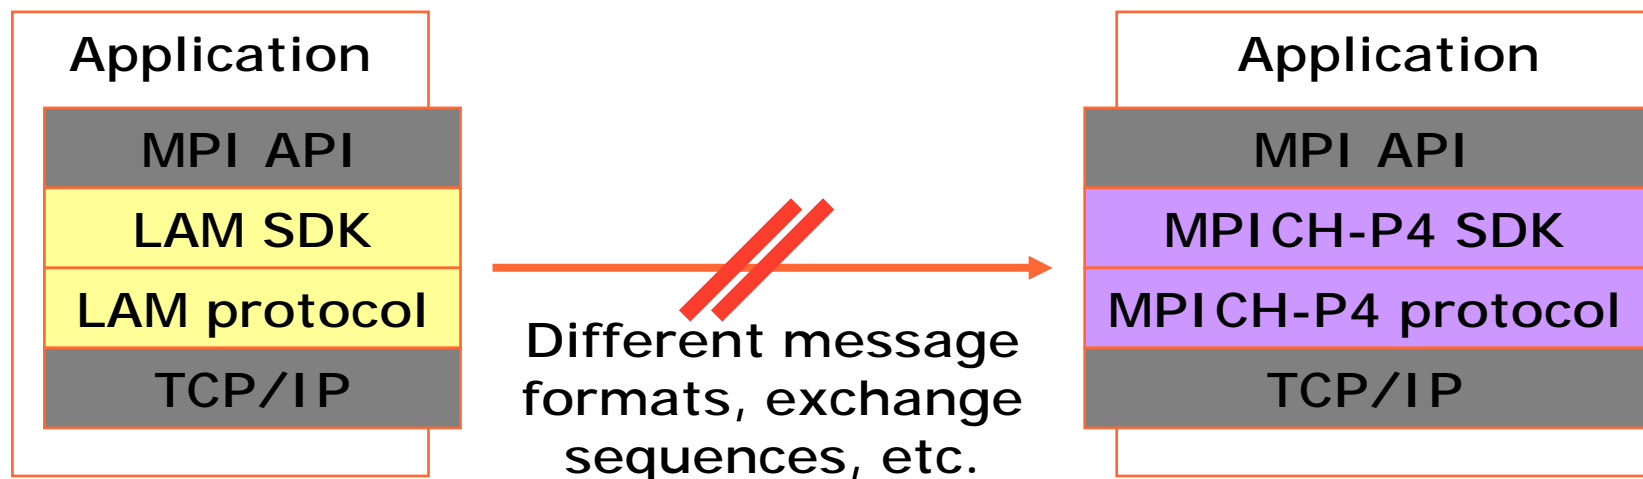 Application
MPI API
LAM SDK
LAM protocol
TCP/IP
Different message
formats, exchange
sequences, etc.
Application
MPI API
MPICH-P4 SDK
MPICH-P4 protocol
TCP/IP